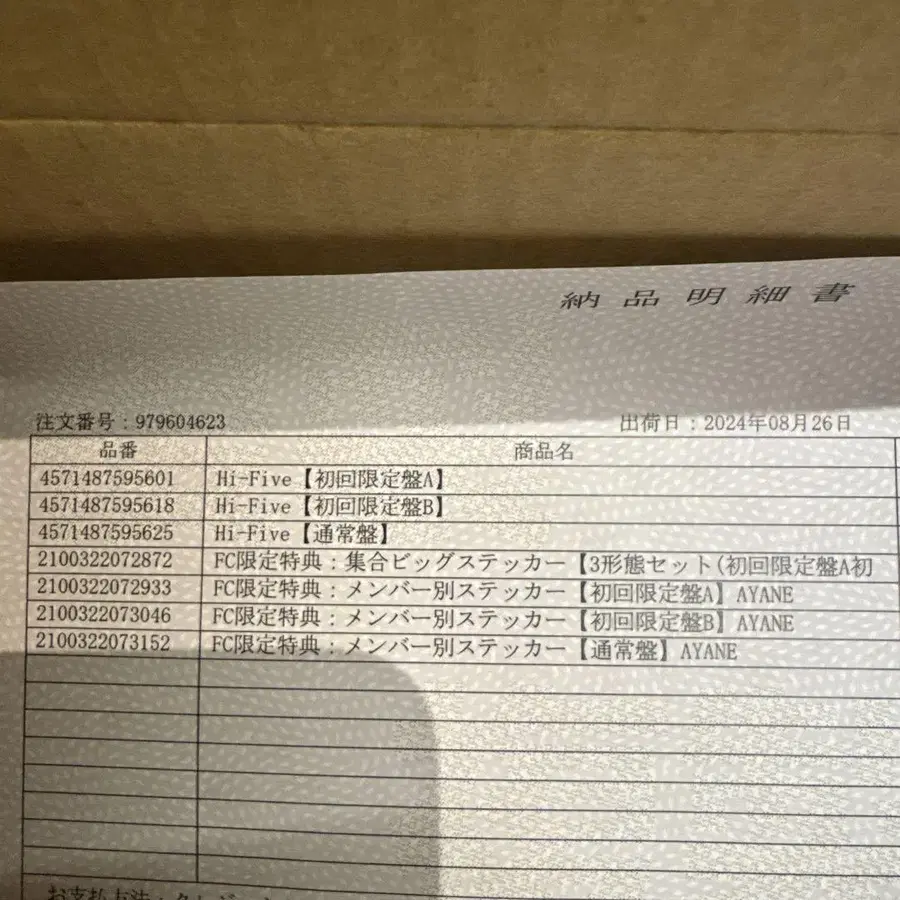 納品明細書
注文番号：979604623 出荷日：2024年08月26日
品番 商品名
4571487595601 Hi-Five【初回限定盤A】
4571487595618 Hi-Five【初回限定盤B】
4571487595625 Hi-Five【通常盤】
2100322072872 FC限定特典：集合ビッグステッカー【3形態セット(初回限定盤A初
2100322072933 FC限定特典：メンバー別ステッカー【初回限定盤A】AYANE
2100322073046 FC限定特典：メンバー別ステッカー【初回限定盤B】AYANE
2100322073152 FC限定特典：メンバー別ステッカー【通常盤】AYANE
お支払方法：